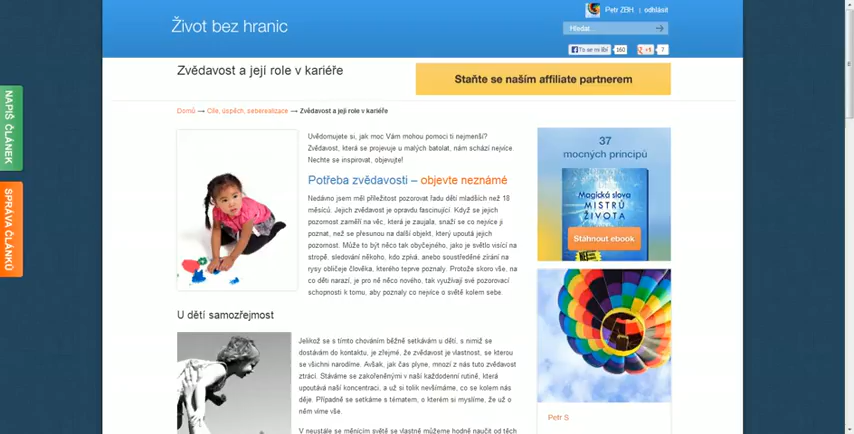 Život bez hranic
Petr ZBH | odhlásit
Hledat...
To se mi líbí 160 +1 7
Zvědavost a její role v kariéře
Staňte se naším affiliate partnerem
Domů → Cíle, úspěch, seberealizace → Zvědavost a její role v kariéře
NAPIŠ ČLÁNEK
SPRÁVA ČLÁNKŮ
Uvědomujete si, jak moc Vám mohou pomoci ti nejmenší?
Zvědavost, která se projevuje u malých batolat, nám schází nejvíce.
Nechte se inspirovat, objevujte!
Potřeba zvědavosti – objevte neznámé
Nedávno jsem měl příležitost pozorovat řadu dětí mladších než 18
měsíců. Jejich zvědavost je opravdu fascinující. Když se jejich
pozornost zaměří na věc, která je zaujala, snaží se co nejvíce ji
poznat, než se přesunou na další objekt, který upoutá jejich
pozornost. Může to být něco tak obyčejného, jako je světlo visící na
stropě, sledování někoho, kdo zpívá, anebo soustředěné zírání na
rysy obličeje člověka, kterého teprve poznaly. Protože skoro vše, na
co děti narazí, je pro ně něco nového, tak využívají své pozorovací
schopnosti k tomu, aby poznaly co nejvíce o světě kolem sebe.
37
mocných principů
Magická slova
MISTRŮ
ŽIVOTA
Stáhnout ebook
U dětí samozřejmost
Jelikož se s tímto chováním běžně setkávám u dětí, s nimiž se
dostávám do kontaktu, je zřejmé, že zvědavost je vlastnost, se kterou
se všichni narodíme. Avšak, jak čas plyne, mnozí z nás tuto zvědavost
ztrácí. Stáváme se zakořeněnými v naší každodenní rutině, která
upoutává naši koncentraci, a už si tolik nevšímáme, co se kolem nás
děje. Případně se setkáme s tématem, o kterém si myslíme, že už o
něm víme vše.
V neustále se měnícím světě se vlastně můžeme hodně naučit od těch
Petr S